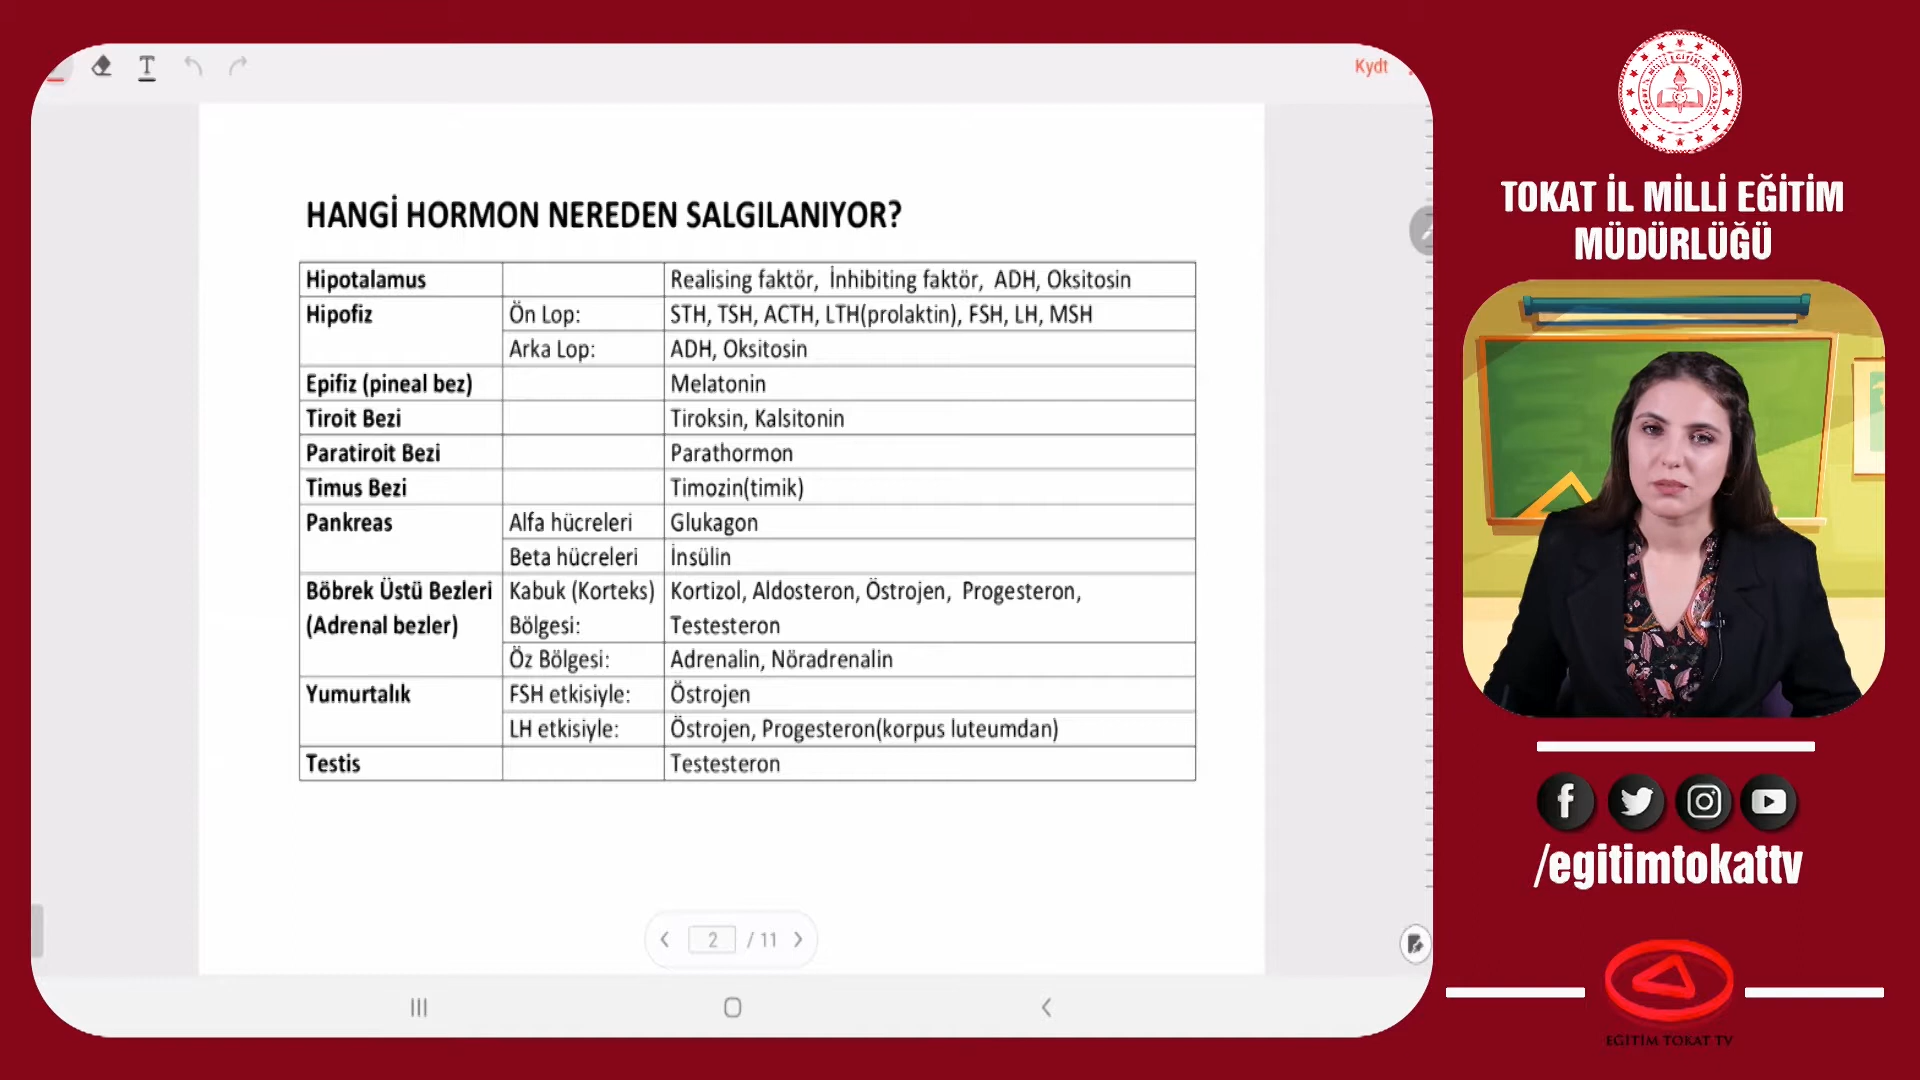 Kydt
HANGİ HORMON NEREDEN SALGILANIYOR?
Hipotalamus Realising faktör, İnhibiting faktör, ADH, Oksitosin
Hipofiz Ön Lop: STH, TSH, ACTH, LTH(prolaktin), FSH, LH, MSH
Arka Lop: ADH, Oksitosin
Epifiz (pineal bez) Melatonin
Tiroit Bezi Tiroksin, Kalsitonin
Paratiroit Bezi Parathormon
Timus Bezi Timozin(timik)
Pankreas Alfa hücreleri Glukagon
Beta hücreleri İnsülin
Böbrek Üstü Bezleri Kabuk (Korteks) Kortizol, Aldosteron, Östrojen, Progesteron,
(Adrenal bezler) Bölgesi: Testesteron
Öz Bölgesi: Adrenalin, Nöradrenalin
Yumurtalık FSH etkisiyle: Östrojen
LH etkisiyle: Östrojen, Progesteron(korpus luteumdan)
Testis Testesteron
2 / 11
TOKAT İL MİLLİ EĞİTİM
MÜDÜRLÜĞÜ
/egitimtokattv
EĞİTİM TOKAT TV